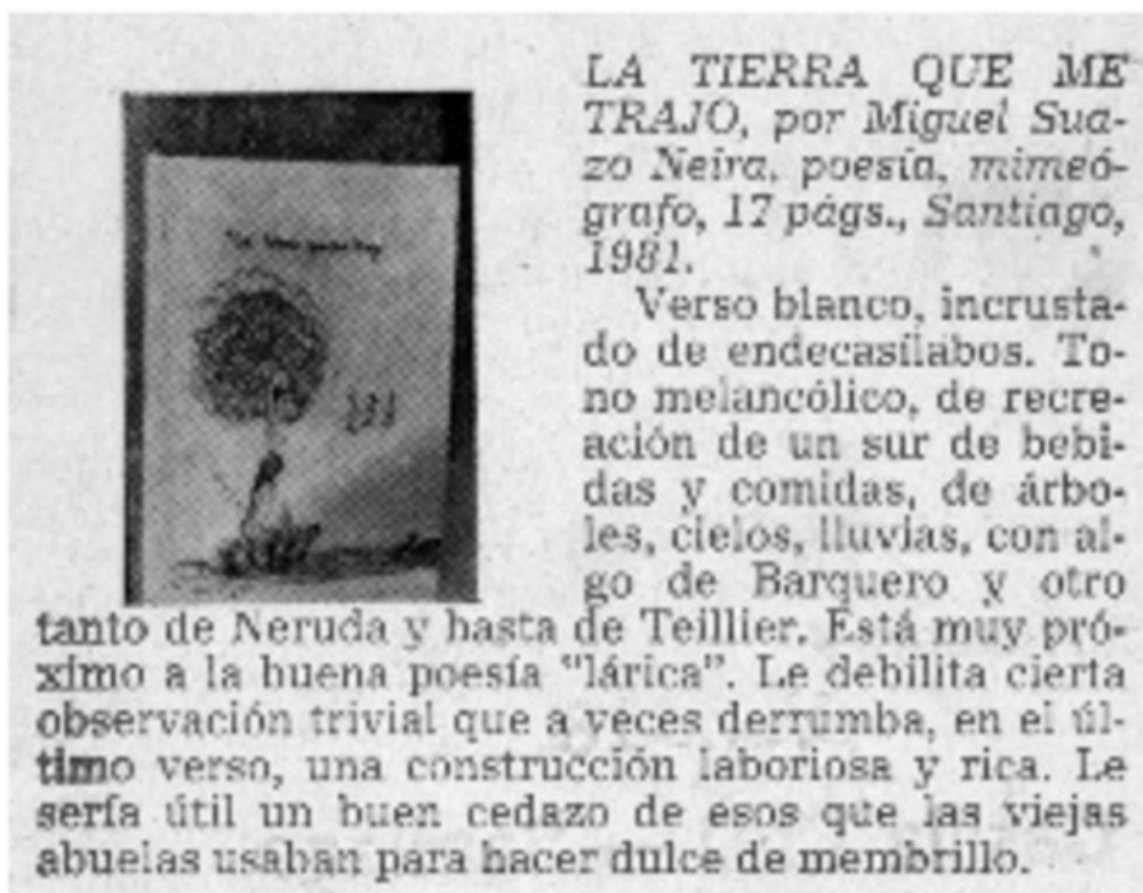 LA TIERRA QUE ME
TRAJO, por Miguel Sua-
zo Neira, poesía, mimeó-
grafo, 17 págs., Santiago,
1981.
Verso blanco, incrusta-
do de endecasílabos. To-
no melancólico, de recre-
ación de un sur de bebi-
das y comidas, de árbo-
les, cielos, lluvias, con al-
go de Barquero y otro
tanto de Neruda y hasta de Teillier. Está muy pró-
ximo a la buena poesía "lárica". Le debilita cierta
observación trivial que a veces derrumba, en el úl-
timo verso, una construcción laboriosa y rica. Le
sería útil un buen cedazo de esos que las viejas
abuelas usaban para hacer dulce de membrillo.